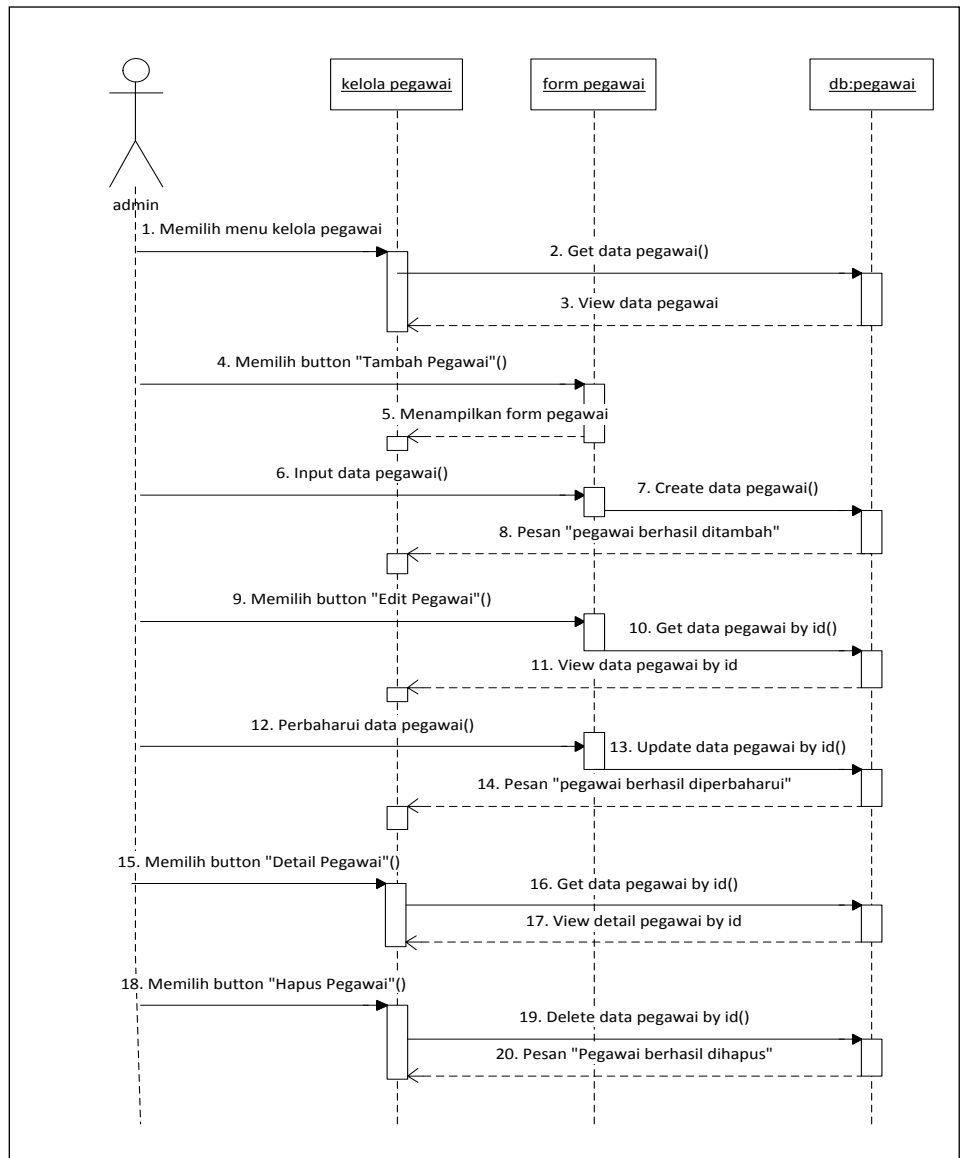 kelola pegawai
form pegawai
db:pegawai
admin
1. Memilih menu kelola pegawai
2. Get data pegawai()
3. View data pegawai
4. Memilih button "Tambah Pegawai"()
5. Menampilkan form pegawai
6. Input data pegawai()
7. Create data pegawai()
8. Pesan "pegawai berhasil ditambah"
9. Memilih button "Edit Pegawai"()
10. Get data pegawai by id()
11. View data pegawai by id
12. Perbaharui data pegawai()
13. Update data pegawai by id()
14. Pesan "pegawai berhasil diperbaharui"
15. Memilih button "Detail Pegawai"()
16. Get data pegawai by id()
17. View detail pegawai by id
18. Memilih button "Hapus Pegawai"()
19. Delete data pegawai by id()
20. Pesan "Pegawai berhasil dihapus"